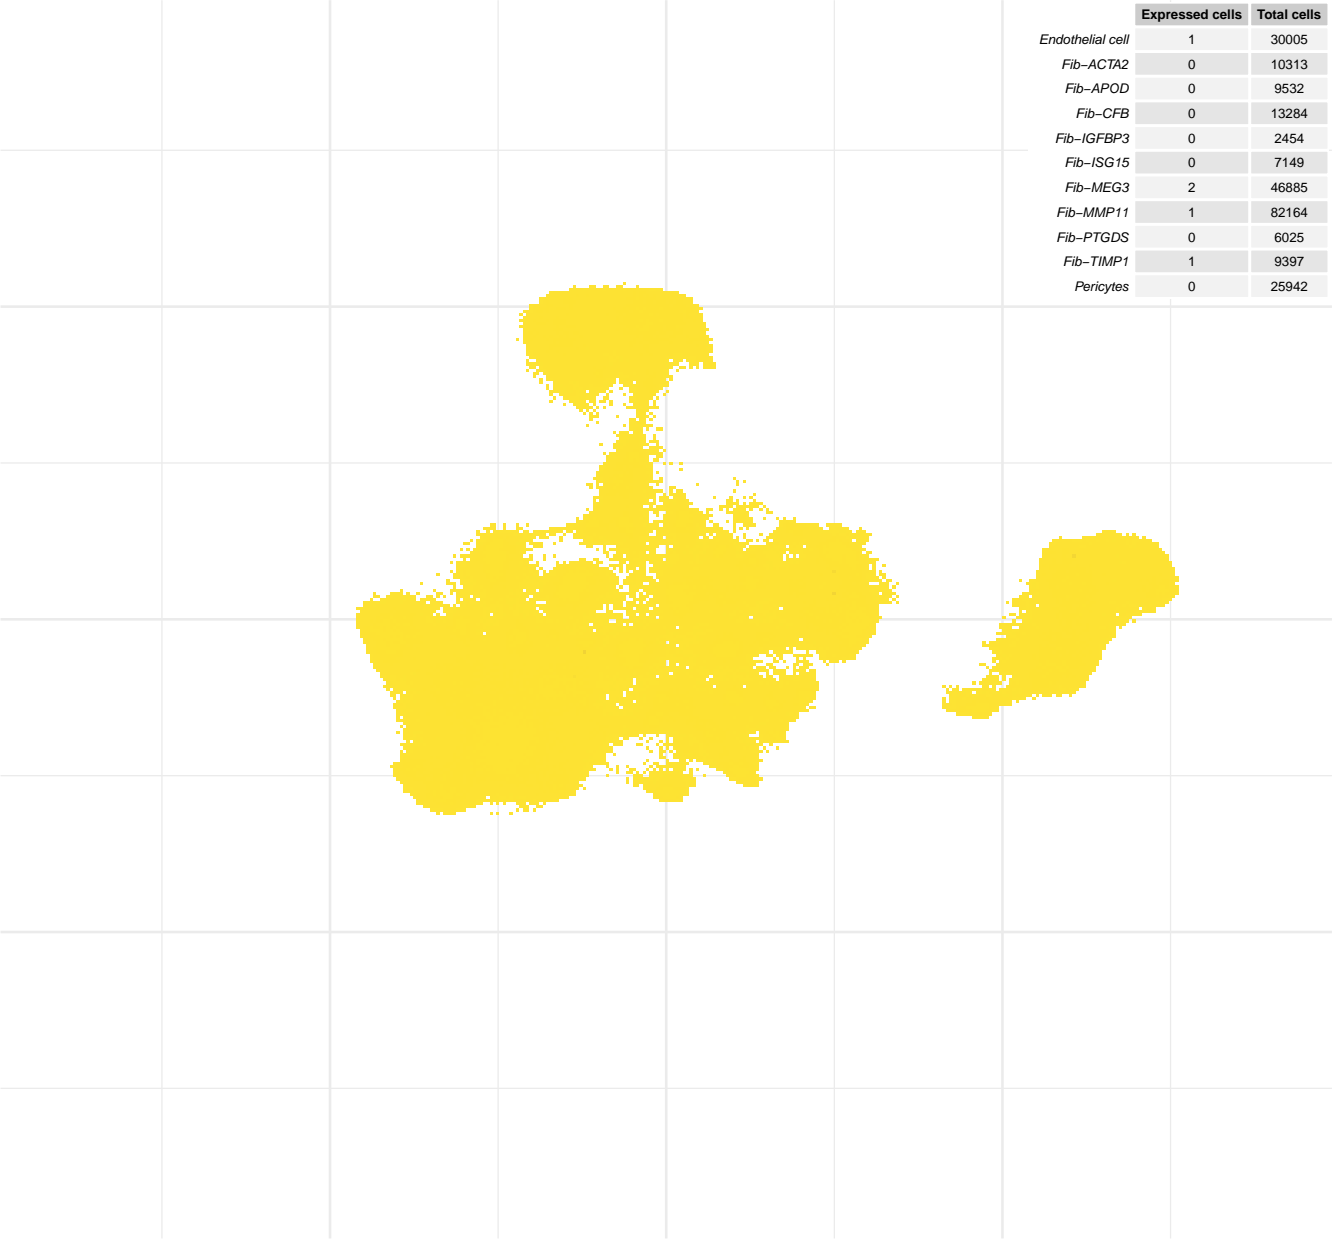 Expressed cells Total cells
Endothelial cell 1 30005
Fib−ACTA2 0 10313
Fib−APOD 0 9532
Fib−CFB 0 13284
Fib−IGFBP3 0 2454
Fib−ISG15 0 7149
Fib−MEG3 2 46885
Fib−MMP11 1 82164
Fib−PTGDS 0 6025
Fib−TIMP1 1 9397
Pericytes 0 25942